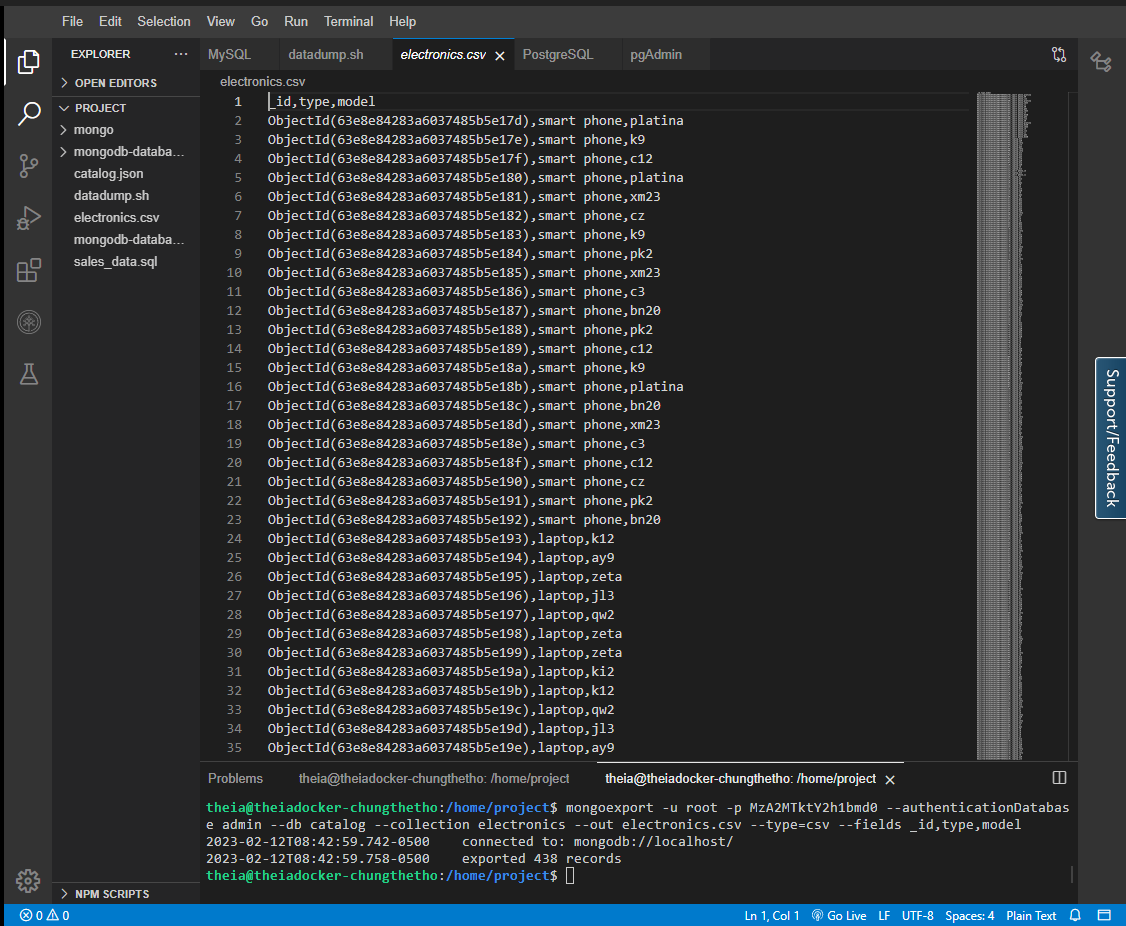 File Edit Selection View Go Run Terminal Help
EXPLORER
OPEN EDITORS
PROJECT
mongo
mongodb-databa...
catalog.json
datadump.sh
electronics.csv
mongodb-databa...
sales_data.sql
NPM SCRIPTS
MySQL datadump.sh electronics.csv PostgreSQL pgAdmin
electronics.csv
1 _id,type,model
2 ObjectId(63e8e84283a6037485b5e17d),smart phone,platina
3 ObjectId(63e8e84283a6037485b5e17e),smart phone,k9
4 ObjectId(63e8e84283a6037485b5e17f),smart phone,c12
5 ObjectId(63e8e84283a6037485b5e180),smart phone,platina
6 ObjectId(63e8e84283a6037485b5e181),smart phone,xm23
7 ObjectId(63e8e84283a6037485b5e182),smart phone,cz
8 ObjectId(63e8e84283a6037485b5e183),smart phone,k9
9 ObjectId(63e8e84283a6037485b5e184),smart phone,pk2
10 ObjectId(63e8e84283a6037485b5e185),smart phone,xm23
11 ObjectId(63e8e84283a6037485b5e186),smart phone,c3
12 ObjectId(63e8e84283a6037485b5e187),smart phone,bn20
13 ObjectId(63e8e84283a6037485b5e188),smart phone,pk2
14 ObjectId(63e8e84283a6037485b5e189),smart phone,c12
15 ObjectId(63e8e84283a6037485b5e18a),smart phone,k9
16 ObjectId(63e8e84283a6037485b5e18b),smart phone,platina
17 ObjectId(63e8e84283a6037485b5e18c),smart phone,bn20
18 ObjectId(63e8e84283a6037485b5e18d),smart phone,xm23
19 ObjectId(63e8e84283a6037485b5e18e),smart phone,c3
20 ObjectId(63e8e84283a6037485b5e18f),smart phone,c12
21 ObjectId(63e8e84283a6037485b5e190),smart phone,cz
22 ObjectId(63e8e84283a6037485b5e191),smart phone,pk2
23 ObjectId(63e8e84283a6037485b5e192),smart phone,bn20
24 ObjectId(63e8e84283a6037485b5e193),laptop,k12
25 ObjectId(63e8e84283a6037485b5e194),laptop,ay9
26 ObjectId(63e8e84283a6037485b5e195),laptop,zeta
27 ObjectId(63e8e84283a6037485b5e196),laptop,jl3
28 ObjectId(63e8e84283a6037485b5e197),laptop,qw2
29 ObjectId(63e8e84283a6037485b5e198),laptop,zeta
30 ObjectId(63e8e84283a6037485b5e199),laptop,zeta
31 ObjectId(63e8e84283a6037485b5e19a),laptop,ki2
32 ObjectId(63e8e84283a6037485b5e19b),laptop,k12
33 ObjectId(63e8e84283a6037485b5e19c),laptop,qw2
34 ObjectId(63e8e84283a6037485b5e19d),laptop,jl3
35 ObjectId(63e8e84283a6037485b5e19e),laptop,ay9
Support/Feedback
Problems theia@theiadocker-chungthetho: /home/project theia@theiadocker-chungthetho: /home/project
theia@theiadocker-chungthetho:/home/project$ mongoexport -u root -p MzA2MTktY2h1bmd0 --authenticationDatabas
e admin --db catalog --collection electronics --out electronics.csv --type=csv --fields _id,type,model
2023-02-12T08:42:59.742-0500 connected to: mongodb://localhost/
2023-02-12T08:42:59.758-0500 exported 438 records
theia@theiadocker-chungthetho:/home/project$
0 0 Ln 1, Col 1 Go Live LF UTF-8 Spaces: 4 Plain Text